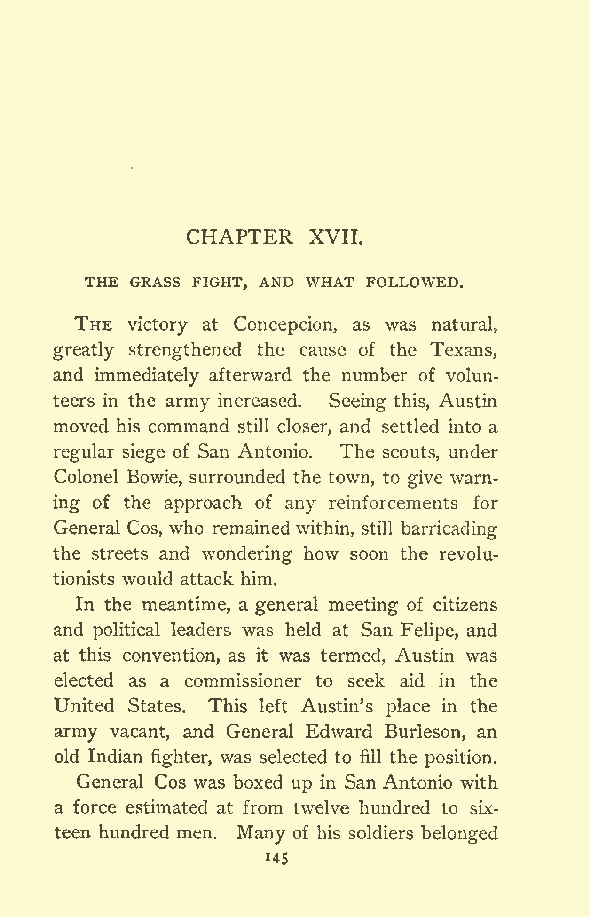 CHAPTER XVII.
THE GRASS FIGHT, AND WHAT FOLLOWED.
THE victory at Concepcion, as was natural,
greatly strengthened the cause of the Texans,
and immediately afterward the number of volun-
teers in the army increased. Seeing this, Austin
moved his command still closer, and settled into a
regular siege of San Antonio. The scouts, under
Colonel Bowie, surrounded the town, to give warn-
ing of the approach of any reinforcements for
General Cos, who remained within, still barricading
the streets and wondering how soon the revolu-
tionists would attack him.
In the meantime, a general meeting of citizens
and political leaders was held at San Felipe, and
at this convention, as it was termed, Austin was
elected as a commissioner to seek aid in the
United States. This left Austin's place in the
army vacant, and General Edward Burleson, an
old Indian fighter, was selected to fill the position.
General Cos was boxed up in San Antonio with
a force estimated at from twelve hundred to six-
teen hundred men. Many of his soldiers belonged
145